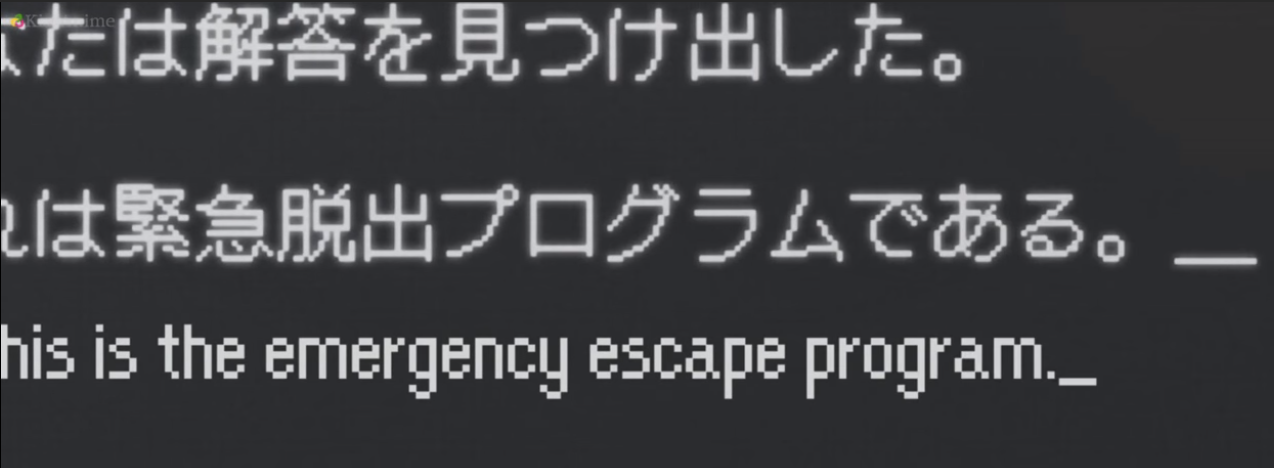 たは解答を見つけ出した。
は緊急脱出プログラムである。＿
his is the emergency escape program._